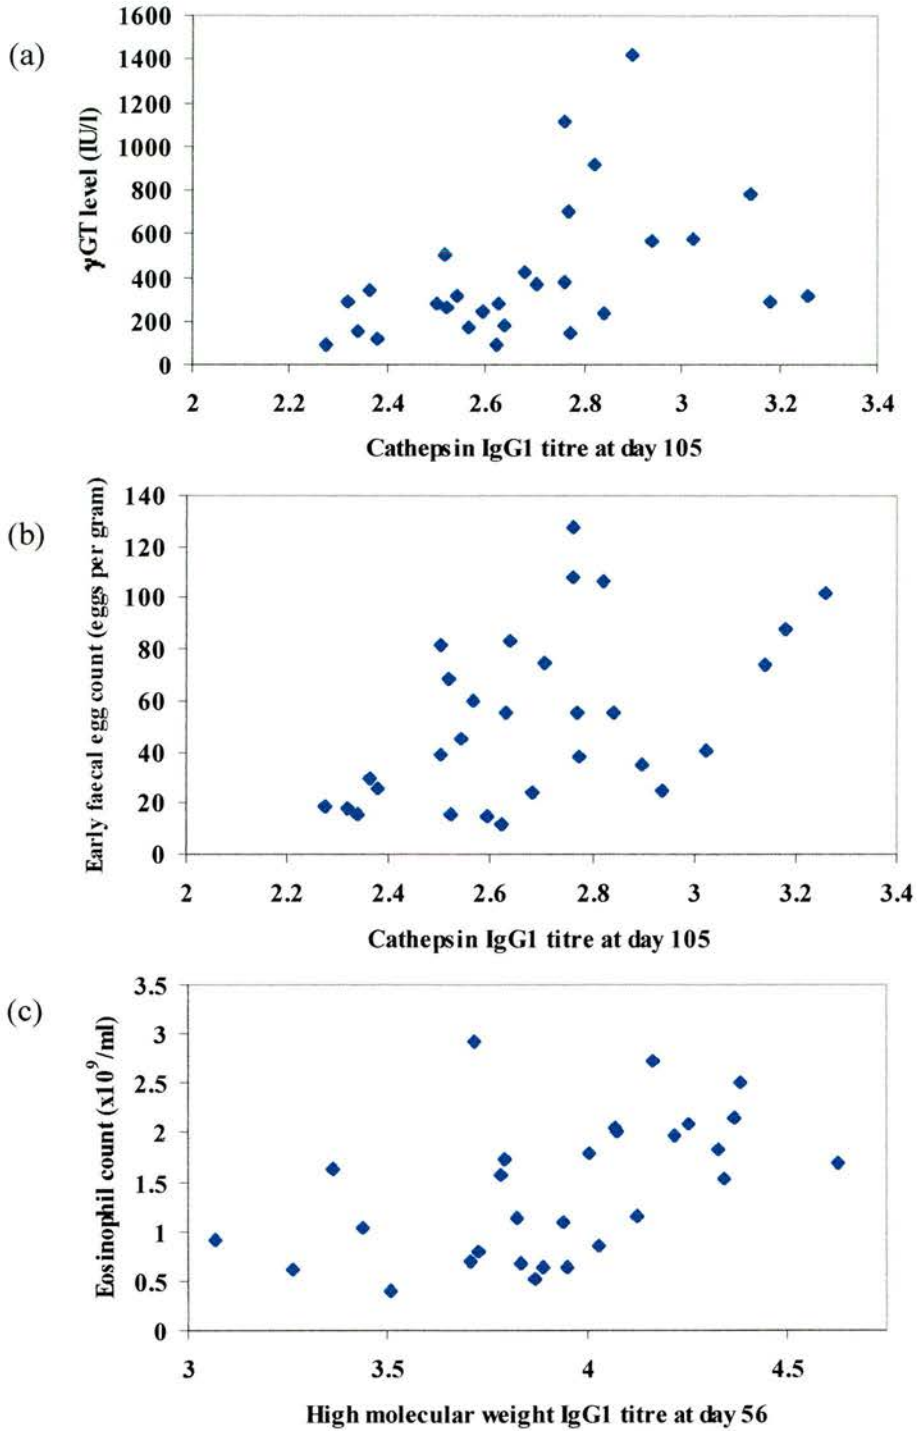 (a)
γGT level (IU/l)
1600
1400
1200
1000
800
600
400
200
0
2 2.2 2.4 2.6 2.8 3 3.2 3.4
Cathepsin IgG1 titre at day 105
(b)
Early faecal egg count (eggs per gram)
140
120
100
80
60
40
20
0
2 2.2 2.4 2.6 2.8 3 3.2 3.4
Cathepsin IgG1 titre at day 105
(c)
Eosinophil count (x10⁹/ml)
3.5
3
2.5
2
1.5
1
0.5
0
3 3.5 4 4.5
High molecular weight IgG1 titre at day 56